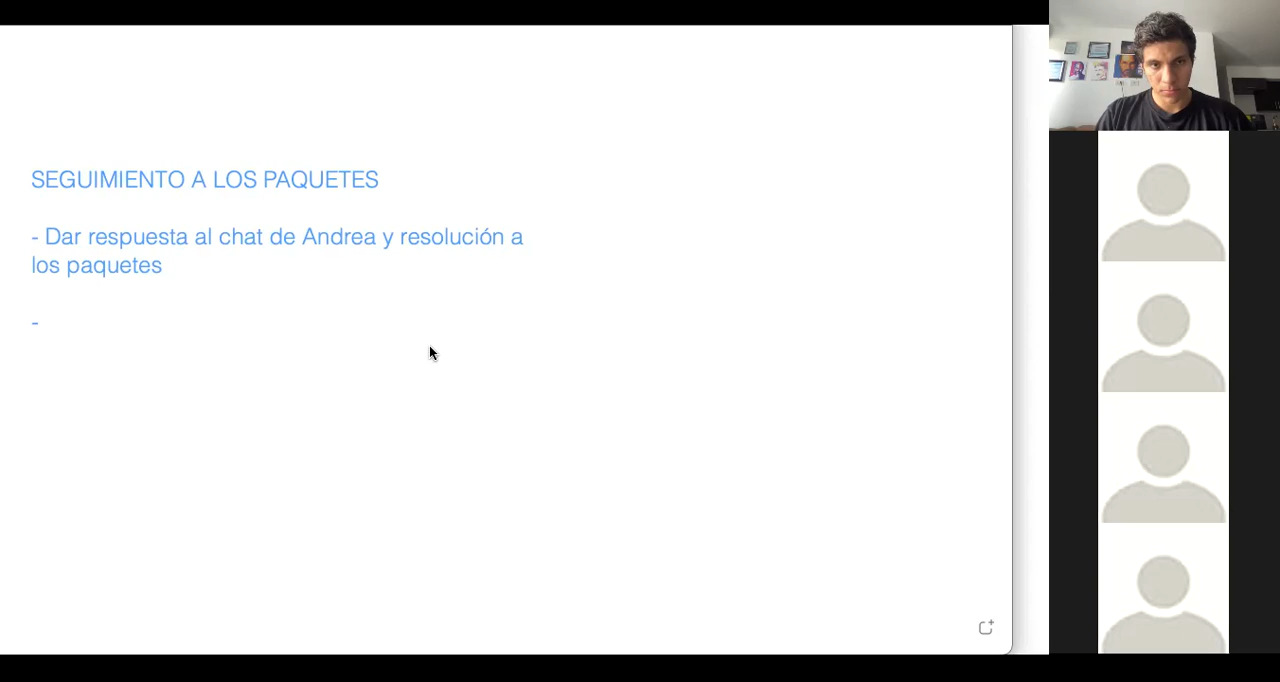 SEGUIMIENTO A LOS PAQUETES
- Dar respuesta al chat de Andrea y resolución a
los paquetes
-